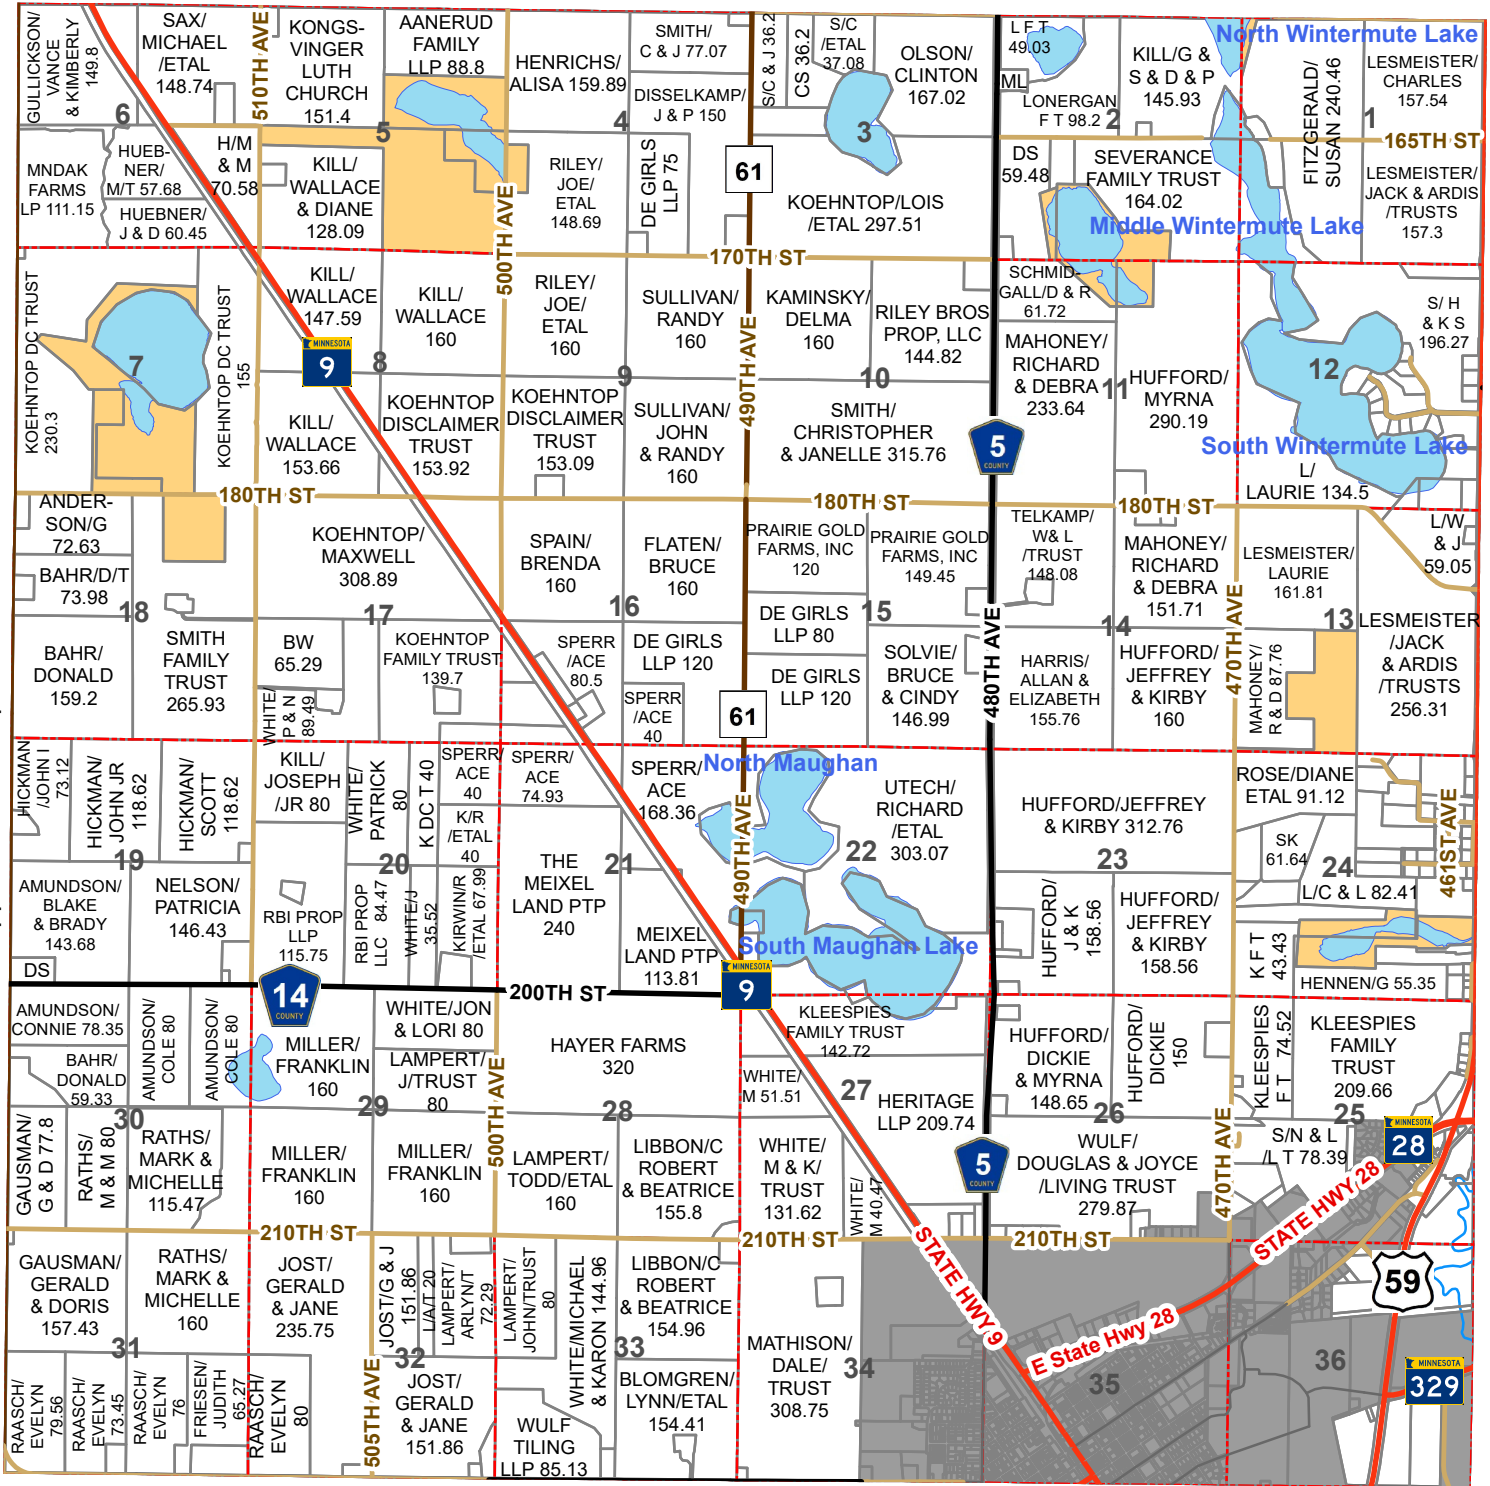 GULLICKSON/
VANCE
& KIMBERLY
149.8
SAX/
MICHAEL
/ETAL
148.74
510TH AVE
KONGS-
VINGER
LUTH
CHURCH
151.4
AANERUD
FAMILY
LLP 88.8
HENRICHS/
ALISA 159.89
SMITH/
C & J 77.07
DISSELKAMP/
J & P 150
S/C & J 36.2
CS 36.2
S/C
/ETAL
37.08
OLSON/
CLINTON
167.02
L F T
49.03
ML
LONERGAN
F T 98.2
KILL/G &
S & D & P
145.93
North Wintermute Lake
FITZGERALD/
SUSAN 240.46
LESMEISTER/
CHARLES
157.54
6
5
4
3
2
1
165TH ST
MNDAK
FARMS
LP 111.15
HUEB-
NER/
M/T 57.68
HUEBNER/
J & D 60.45
H/M
& M
70.58
KILL/
WALLACE
& DIANE
128.09
500TH AVE
RILEY/
JOE/
ETAL
148.69
DE GIRLS
LLP 75
61
KOEHNTOP/LOIS
/ETAL 297.51
DS
59.48
SEVERANCE
FAMILY TRUST
164.02
Middle Wintermute Lake
LESMEISTER/
JACK & ARDIS
/TRUSTS
157.3
170TH ST
KOEHNTOP DC TRUST
230.3
7
KOEHNTOP DC TRUST
155
KILL/
WALLACE
147.59
MINNESOTA
9
8
KILL/
WALLACE
160
RILEY/
JOE/
ETAL
160
SULLIVAN/
RANDY
160
9
490TH AVE
KAMINSKY/
DELMA
160
RILEY BROS
PROP, LLC
144.82
10
SCHMID-
GALL/D & R
61.72
MAHONEY/
RICHARD
& DEBRA
233.64
11
HUFFORD/
MYRNA
290.19
12
S/ H
& K S
196.27
KILL/
WALLACE
153.66
KOEHNTOP
DISCLAIMER
TRUST
153.92
KOEHNTOP
DISCLAIMER
TRUST
153.09
SULLIVAN/
JOHN
& RANDY
160
SMITH/
CHRISTOPHER
& JANELLE 315.76
5
COUNTY
South Wintermute Lake
L/
LAURIE 134.5
180TH ST
180TH ST
180TH ST
ANDER-
SON/G
72.63
BAHR/D/T
73.98
18
BAHR/
DONALD
159.2
SMITH
FAMILY
TRUST
265.93
KOEHNTOP/
MAXWELL
308.89
17
BW
65.29
WHITE/
P & N
89.49
KOEHNTOP
FAMILY TRUST
139.7
SPAIN/
BRENDA
160
FLATEN/
BRUCE
160
16
SPERR
/ACE
80.5
DE GIRLS
LLP 120
SPERR
/ACE
40
61
PRAIRIE GOLD
FARMS, INC
120
PRAIRIE GOLD
FARMS, INC
149.45
DE GIRLS
LLP 80
15
DE GIRLS
LLP 120
SOLVIE/
BRUCE
& CINDY
146.99
480TH AVE
TELKAMP/
W& L
/TRUST
148.08
MAHONEY/
RICHARD
& DEBRA
151.71
14
HARRIS/
ALLAN &
ELIZABETH
155.76
HUFFORD/
JEFFREY
& KIRBY
160
470TH AVE
LESMEISTER/
LAURIE
161.81
13
MAHONEY/
R & D 87.76
L/W
& J
59.05
LESMEISTER
/JACK
& ARDIS
/TRUSTS
256.31
HICKMAN
/JOHN I
73.12
HICKMAN/
JOHN JR
118.62
HICKMAN/
SCOTT
118.62
19
KILL/
JOSEPH
/JR 80
WHITE/
PATRICK
80
K DC T 40
20
SPERR/
ACE
40
K/R
/ETAL
40
SPERR/
ACE
74.93
THE
MEIXEL
LAND PTP
240
SPERR/
ACE
168.36
21
490TH AVE
North Maughan
22
UTECH/
RICHARD
/ETAL
303.07
HUFFORD/JEFFREY
& KIRBY 312.76
23
ROSE/DIANE
ETAL 91.12
SK
61.64
24
L/C & L 82.41
461ST AVE
AMUNDSON/
BLAKE
& BRADY
143.68
DS
NELSON/
PATRICIA
146.43
RBI PROP
LLP
115.75
RBI PROP
LLC 84.47
WHITE/J
35.52
KIRWIN/R
/ETAL 67.99
MEIXEL
LAND PTP
113.81
South Maughan Lake
HUFFORD/
J & K
158.56
HUFFORD/
JEFFREY
& KIRBY
158.56
K F T
43.43
HENNEN/G 55.35
14
COUNTY
200TH ST
MINNESOTA
9
AMUNDSON/
CONNIE 78.35
BAHR/
DONALD
59.33
AMUNDSON/
COLE 80
AMUNDSON/
COLE 80
30
MILLER/
FRANKLIN
160
WHITE/JON
& LORI 80
LAMPERT/
J/TRUST
80
29
500TH AVE
HAYER FARMS
320
28
KLEESPIES
FAMILY TRUST
142.72
WHITE/
M 51.51
27
HERITAGE
LLP 209.74
HUFFORD/
DICKIE
& MYRNA
148.65
HUFFORD/
DICKIE
150
26
KLEESPIES
F T 74.52
KLEESPIES
FAMILY
TRUST
209.66
25
GAUSMAN/
G & D 77.8
RATHS/
M & M 80
RATHS/
MARK &
MICHELLE
115.47
MILLER/
FRANKLIN
160
MILLER/
FRANKLIN
160
LAMPERT/
TODD/ETAL
160
LIBBON/C
ROBERT
& BEATRICE
155.8
WHITE/
M & K/
TRUST
131.62
WHITE/
M 40.47
5
COUNTY
WULF/
DOUGLAS & JOYCE
/LIVING TRUST
279.87
470TH AVE
S/N & L
/L T 78.39
MINNESOTA
28
210TH ST
210TH ST
210TH ST
STATE HWY 28
STATE HWY 9
E State Hwy 28
59
GAUSMAN/
GERALD
& DORIS
157.43
RATHS/
MARK &
MICHELLE
160
31
JOST/
GERALD
& JANE
235.75
JOST/G & J
151.86
L/A/T 20
LAMPERT/
ARLYN/T
72.29
32
LAMPERT/
JOHN/TRUST
80
WHITE/MICHAEL
& KARON 144.96
LIBBON/C
ROBERT
& BEATRICE
154.96
33
MATHISON/
DALE/
TRUST
308.75
34
35
36
MINNESOTA
329
RAASCH/
EVELYN
79.56
RAASCH/
EVELYN
73.45
RAASCH/
EVELYN
76
FRIESEN/
JUDITH
65.27
RAASCH/
EVELYN
80
505TH AVE
JOST/
GERALD
& JANE
151.86
WULF
TILING
LLP 85.13
BLOMGREN/
LYNN/ETAL
154.41